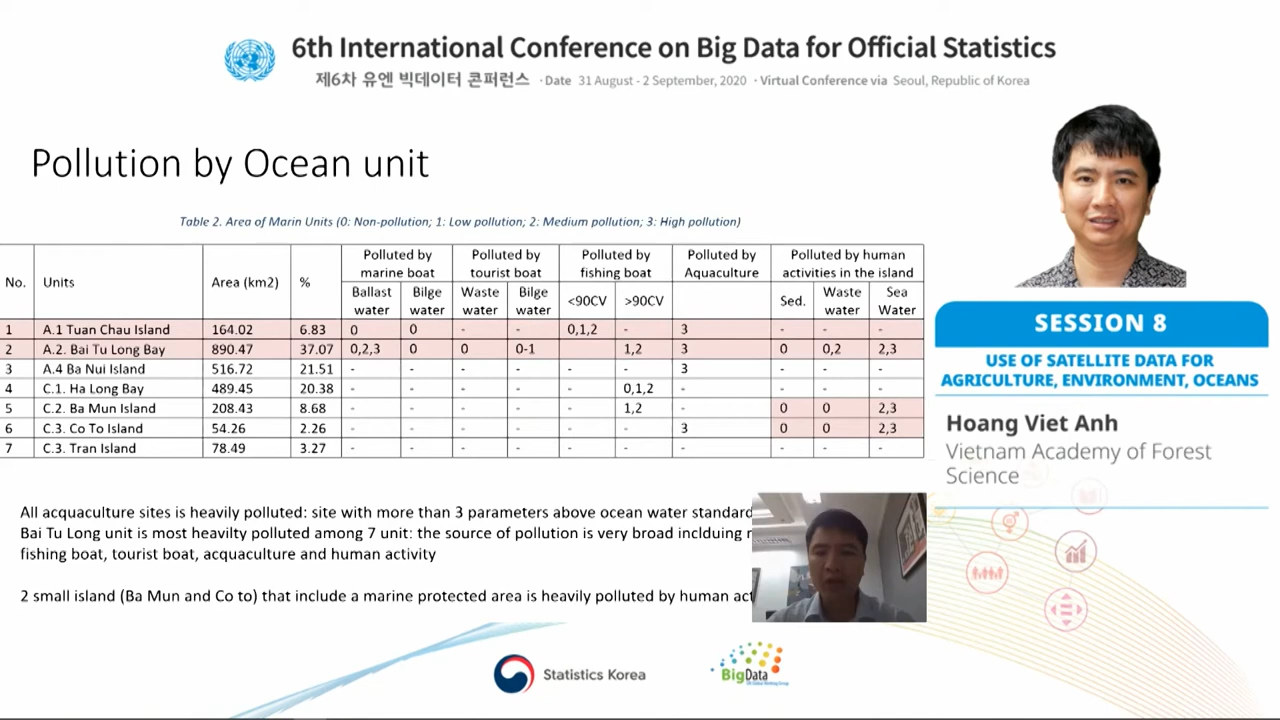 6th International Conference on Big Data for Official Statistics
제6차 유엔 빅데이터 콘퍼런스 · Date 31 August - 2 September, 2020 · Virtual Conference via Seoul, Republic of Korea
Pollution by Ocean unit
Table 2. Area of Marin Units (0: Non-pollution; 1: Low pollution; 2: Medium pollution; 3: High pollution)
No. Units Area (km2) % Polluted by marine boat Polluted by tourist boat Polluted by fishing boat Polluted by Aquaculture Polluted by human activities in the island
Ballast water Bilge water Waste water Bilge water <90CV >90CV Sed. Waste water Sea Water
1 A.1 Tuan Chau Island 164.02 6.83 0 0 - - 0,1,2 - 3 - - -
2 A.2. Bai Tu Long Bay 890.47 37.07 0,2,3 0 0 0-1 1,2 3 0 0,2 2,3
3 A.4 Ba Nui Island 516.72 21.51 - - - - - - 3 - - -
4 C.1. Ha Long Bay 489.45 20.38 - - - - - 0,1,2 - - - -
5 C.2. Ba Mun Island 208.43 8.68 - - - - - 1,2 - 0 0 2,3
6 C.3. Co To Island 54.26 2.26 - - - - - - 3 0 0 2,3
7 C.3. Tran Island 78.49 3.27 - - - - - - - - - -
All acquaculture sites is heavily polluted: site with more than 3 parameters above ocean water standard
Bai Tu Long unit is most heavilty polluted among 7 unit: the source of pollution is very broad inclduing
fishing boat, tourist boat, acquaculture and human activity
2 small island (Ba Mun and Co to) that include a marine protected area is heavily polluted by human
SESSION 8
USE OF SATELLITE DATA FOR
AGRICULTURE, ENVIRONMENT, OCEANS
Hoang Viet Anh
Vietnam Academy of Forest
Science
Statistics Korea
BigData